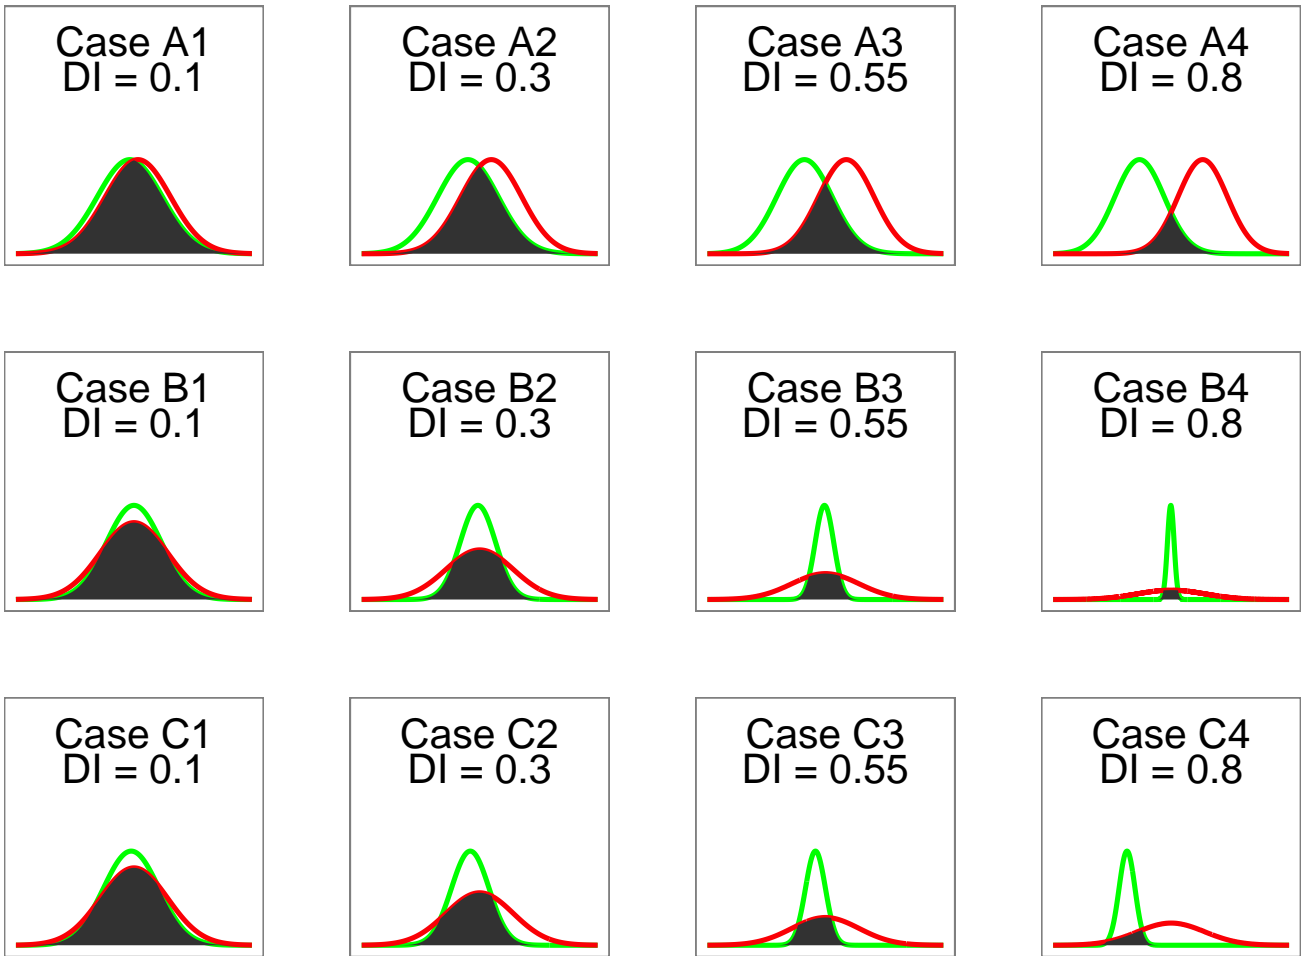 Case A1
DI = 0.1
Case A2
DI = 0.3
Case A3
DI = 0.55
Case A4
DI = 0.8
Case B1
DI = 0.1
Case B2
DI = 0.3
Case B3
DI = 0.55
Case B4
DI = 0.8
Case C1
DI = 0.1
Case C2
DI = 0.3
Case C3
DI = 0.55
Case C4
DI = 0.8